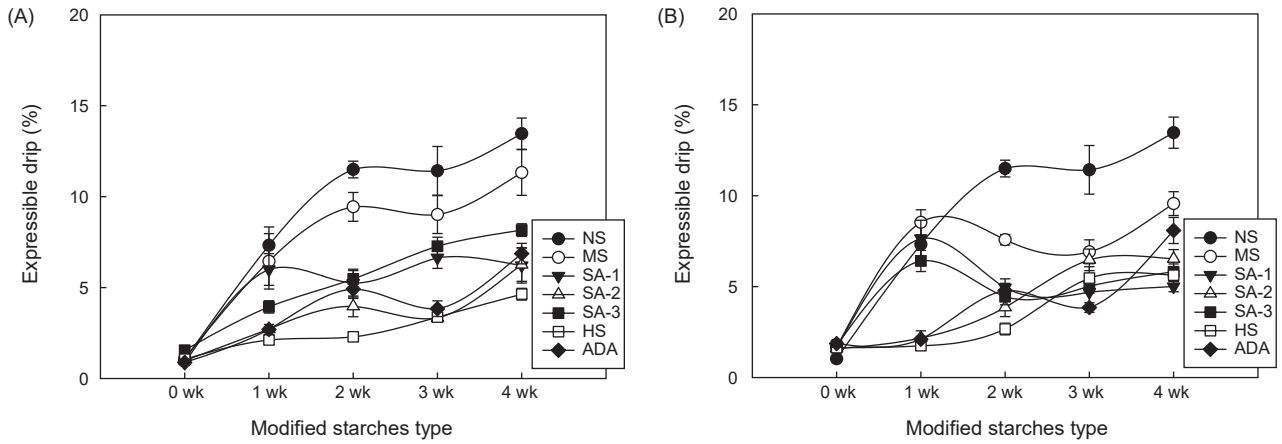 (A)
Expressible drip (%)
20
15
10
5
0
0 wk 1 wk 2 wk 3 wk 4 wk
Modified starches type
NS
MS
SA-1
SA-2
SA-3
HS
ADA
(B)
Expressible drip (%)
20
15
10
5
0
0 wk 1 wk 2 wk 3 wk 4 wk
Modified starches type
NS
MS
SA-1
SA-2
SA-3
HS
ADA